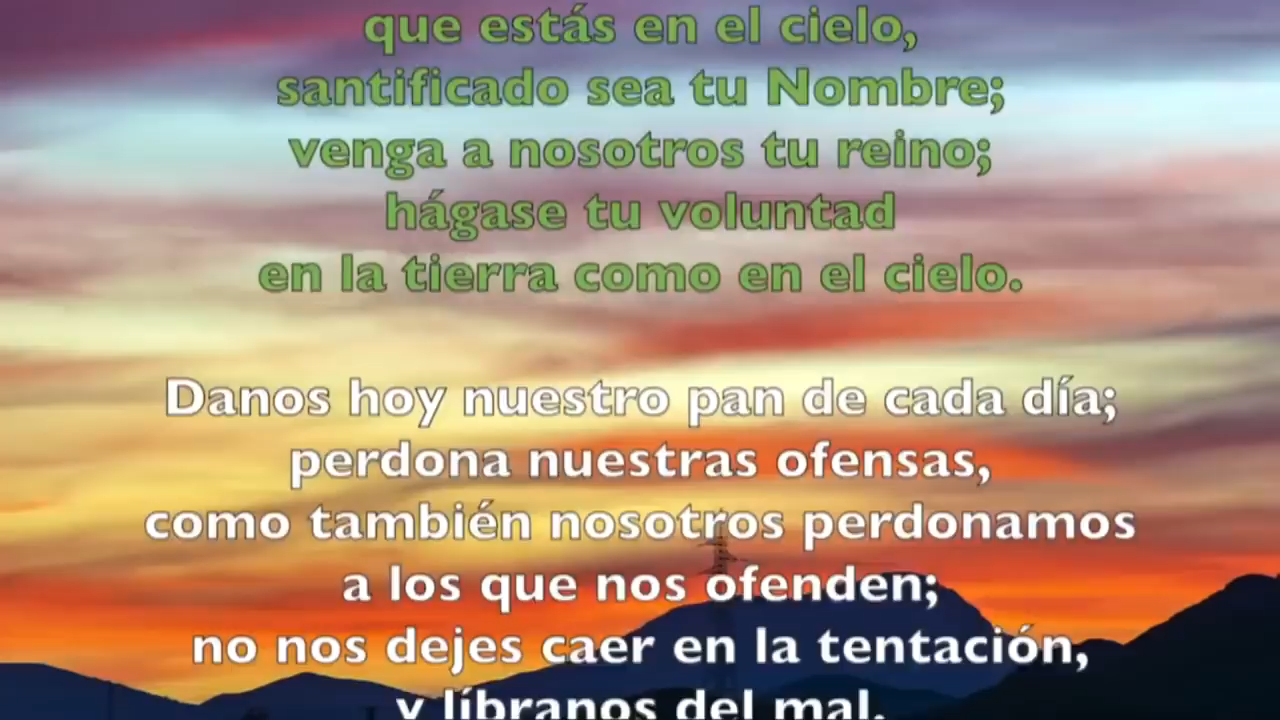 que estás en el cielo,
santificado sea tu Nombre;
venga a nosotros tu reino;
hágase tu voluntad
en la tierra como en el cielo.
Danos hoy nuestro pan de cada día;
perdona nuestras ofensas,
como también nosotros perdonamos
a los que nos ofenden;
no nos dejes caer en la tentación,
y líbranos del mal.